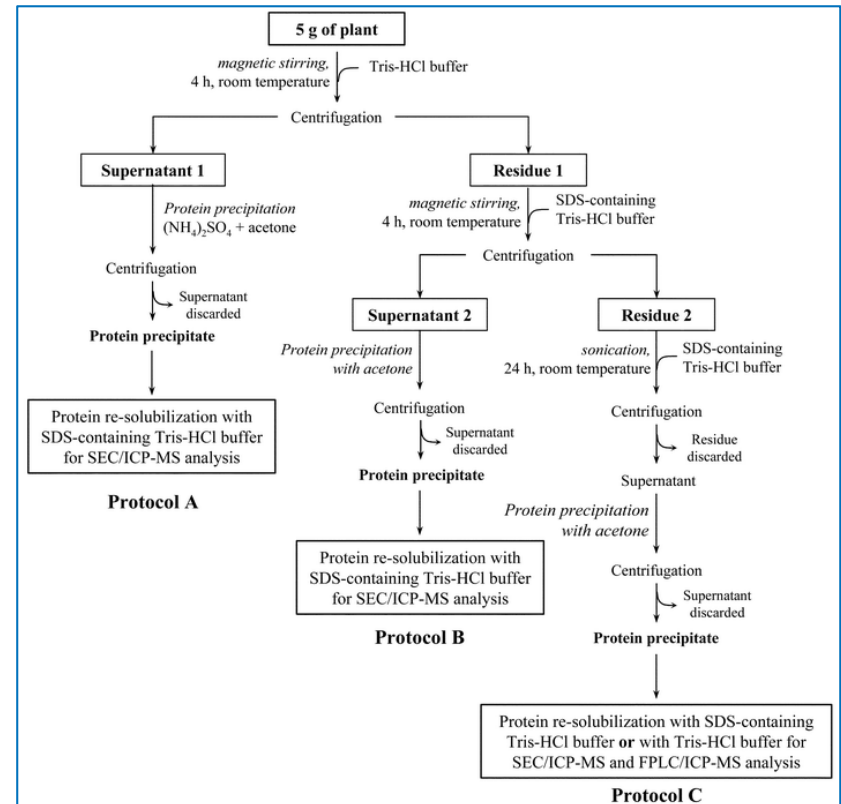 5 g of plant
magnetic stirring,
4 h, room temperature
Tris-HCl buffer
Centrifugation
Supernatant 1
Residue 1
Protein precipitation
(NH₄)₂SO₄ + acetone
magnetic stirring,
4 h, room temperature
SDS-containing
Tris-HCl buffer
Centrifugation
Supernatant
discarded
Protein precipitate
Protein re-solubilization with
SDS-containing Tris-HCl buffer
for SEC/ICP-MS analysis
Protocol A
Centrifugation
Supernatant 2
Residue 2
Protein precipitation
with acetone
sonication,
24 h, room temperature
SDS-containing
Tris-HCl buffer
Centrifugation
Supernatant
discarded
Protein precipitate
Protein re-solubilization with
SDS-containing Tris-HCl buffer
for SEC/ICP-MS analysis
Protocol B
Centrifugation
Residue
discarded
Supernatant
Protein precipitation
with acetone
Centrifugation
Supernatant
discarded
Protein precipitate
Protein re-solubilization with SDS-containing
Tris-HCl buffer or with Tris-HCl buffer for
SEC/ICP-MS and FPLC/ICP-MS analysis
Protocol C